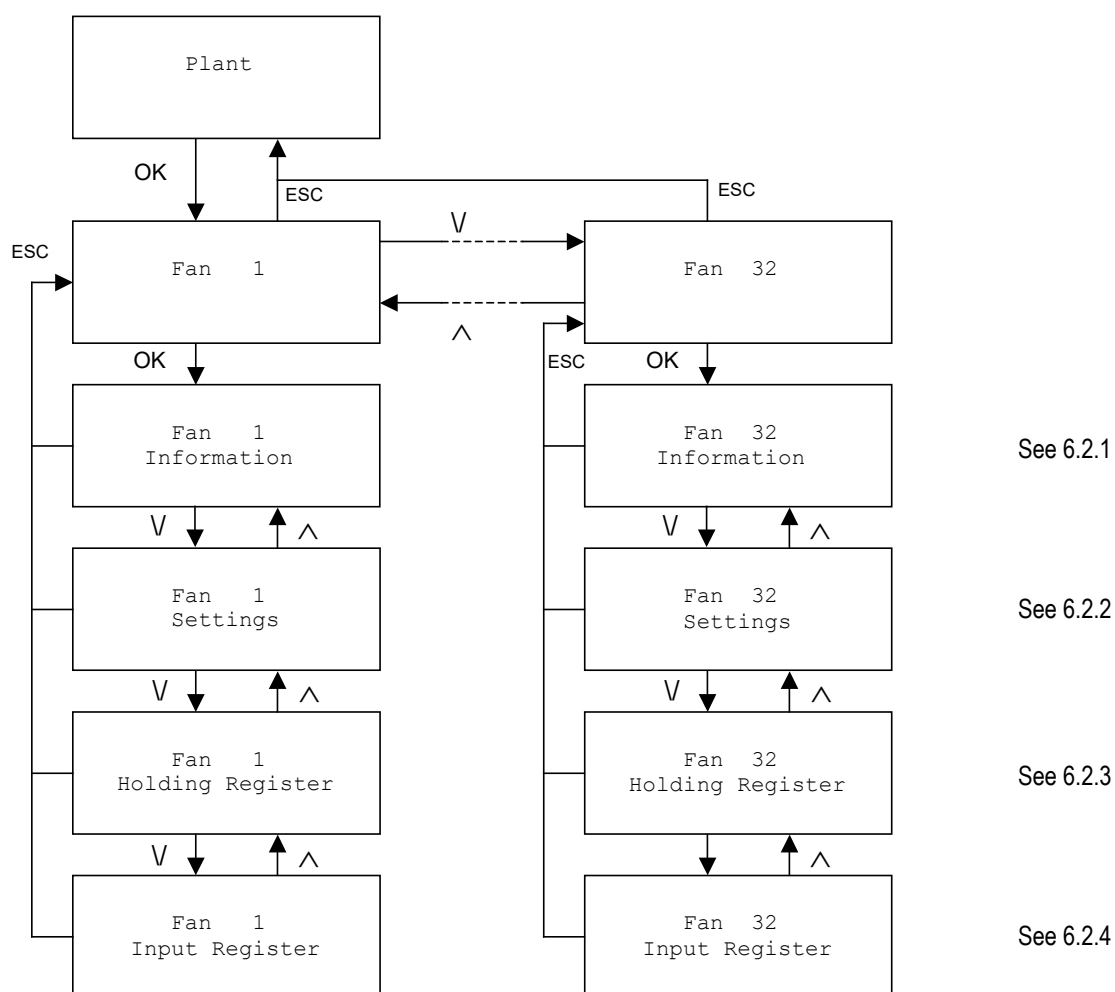 Plant
OK
ESC
ESC
\/
ESC
Fan 1
Fan 32
/\
OK
ESC
OK
Fan 1
Information
Fan 32
Information
See 6.2.1
\/
/\
\/
/\
Fan 1
Settings
Fan 32
Settings
See 6.2.2
\/
/\
\/
/\
Fan 1
Holding Register
Fan 32
Holding Register
See 6.2.3
\/
/\
/\
Fan 1
Input Register
Fan 32
Input Register
See 6.2.4